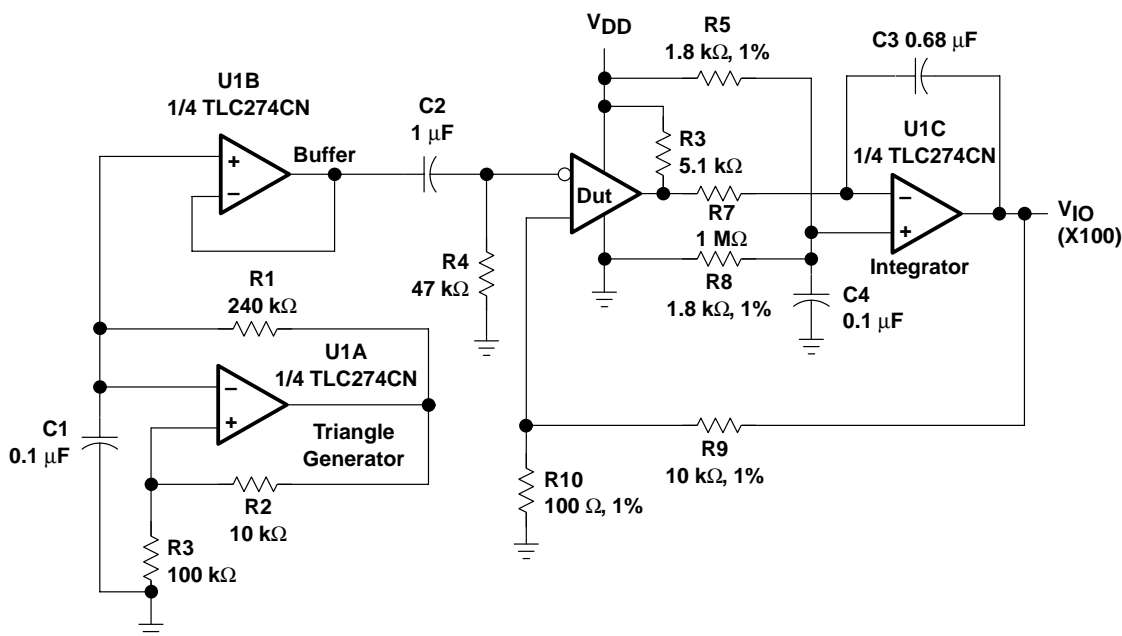 VDD
R5
1.8 kΩ, 1%
C3 0.68 μF
U1B
1/4 TLC274CN
C2
1 μF
R3
5.1 kΩ
U1C
1/4 TLC274CN
+
−
Buffer
Dut
R7
1 MΩ
−
+
VIO
(X100)
Integrator
R4
47 kΩ
R8
1.8 kΩ, 1%
C4
0.1 μF
R1
240 kΩ
U1A
1/4 TLC274CN
−
+
Triangle
Generator
C1
0.1 μF
R9
10 kΩ, 1%
R2
10 kΩ
R10
100 Ω, 1%
R3
100 kΩ